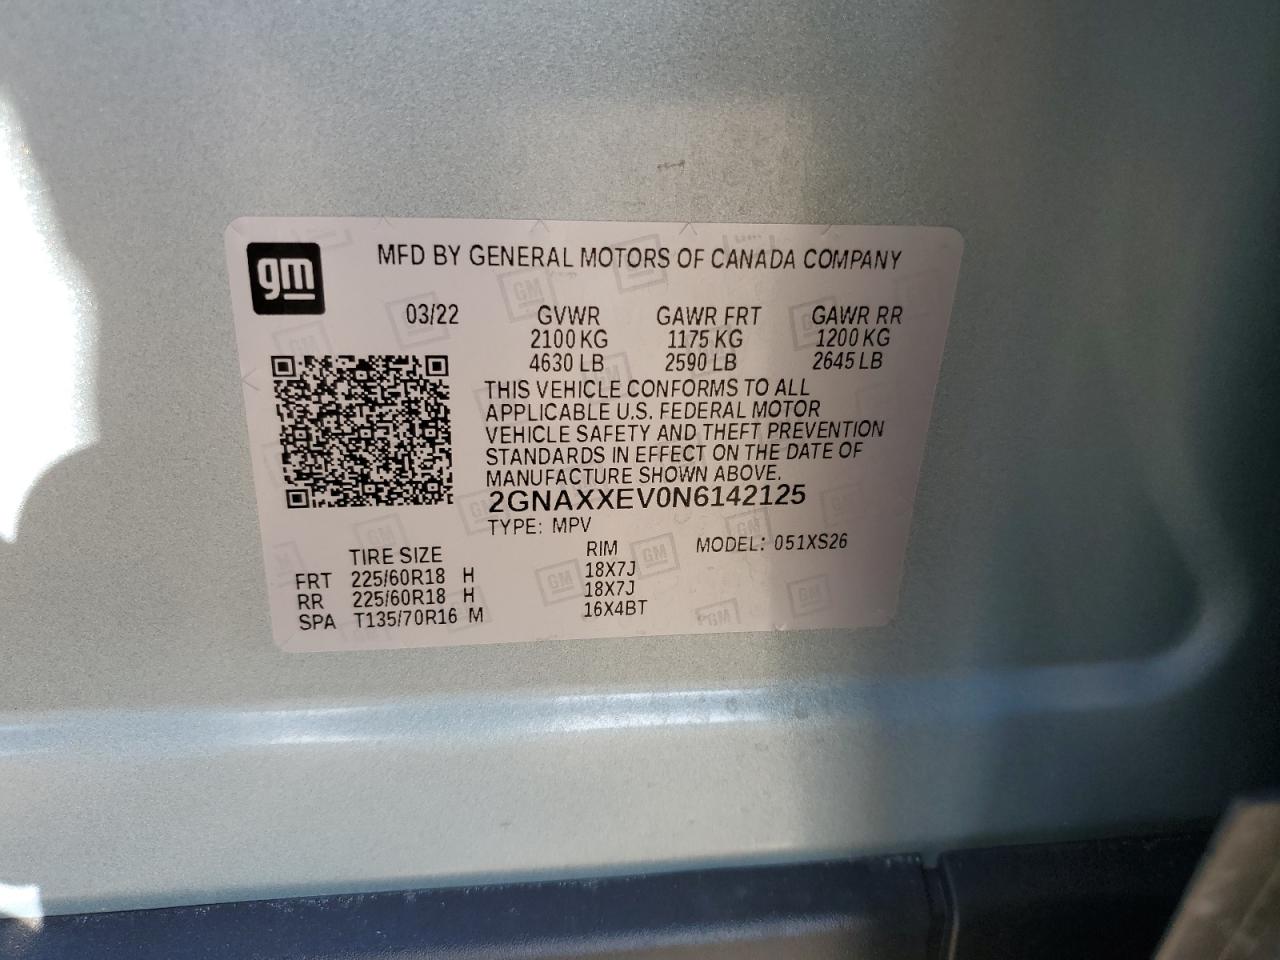 gm
MFD BY GENERAL MOTORS OF CANADA COMPANY
03/22 GVWR GAWR FRT GAWR RR
2100 KG 1175 KG 1200 KG
4630 LB 2590 LB 2645 LB
THIS VEHICLE CONFORMS TO ALL
APPLICABLE U.S. FEDERAL MOTOR
VEHICLE SAFETY AND THEFT PREVENTION
STANDARDS IN EFFECT ON THE DATE OF
MANUFACTURE SHOWN ABOVE.
2GNAXXEV0N6142125
TYPE: MPV
TIRE SIZE RIM MODEL: 051XS26
FRT 225/60R18 H 18X7J
RR 225/60R18 H 18X7J
SPA T135/70R16 M 16X4BT